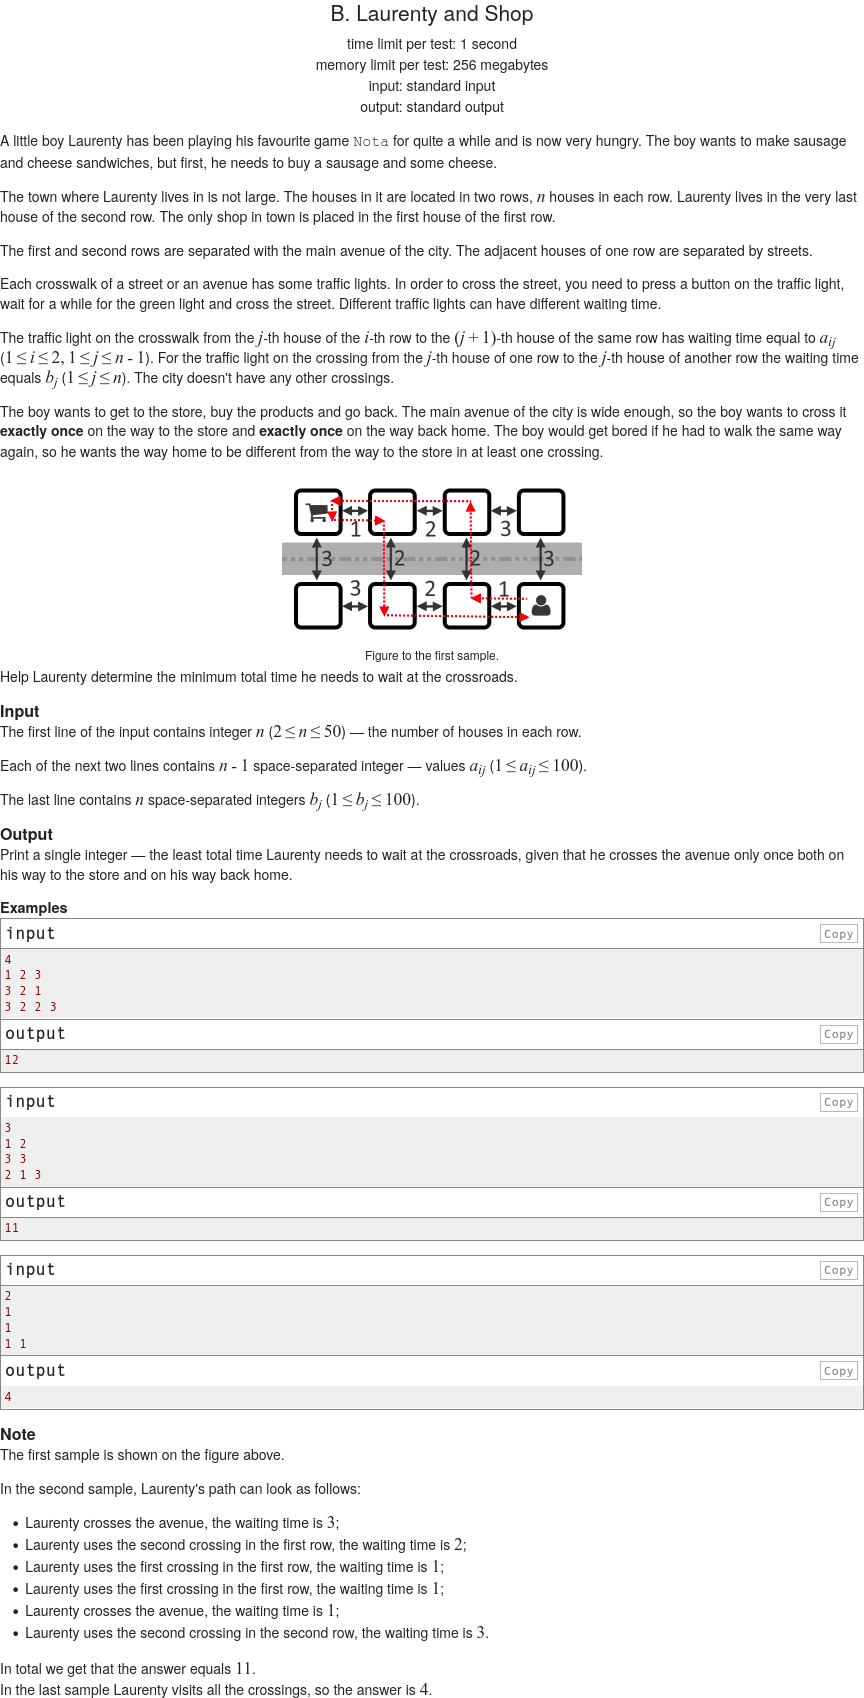 B. Laurenty and Shop
time limit per test: 1 second
memory limit per test: 256 megabytes
input: standard input
output: standard output
A little boy Laurenty has been playing his favourite game Nota for quite a while and is now very hungry. The boy wants to make sausage
and cheese sandwiches, but first, he needs to buy a sausage and some cheese.
The town where Laurenty lives in is not large. The houses in it are located in two rows, n houses in each row. Laurenty lives in the very last
house of the second row. The only shop in town is placed in the first house of the first row.
The first and second rows are separated with the main avenue of the city. The adjacent houses of one row are separated by streets.
Each crosswalk of a street or an avenue has some traffic lights. In order to cross the street, you need to press a button on the traffic light,
wait for a while for the green light and cross the street. Different traffic lights can have different waiting time.
The traffic light on the crosswalk from the j-th house of the i-th row to the (j + 1)-th house of the same row has waiting time equal to a_ij
(1 ≤ i ≤ 2, 1 ≤ j ≤ n - 1). For the traffic light on the crossing from the j-th house of one row to the j-th house of another row the waiting time
equals b_j (1 ≤ j ≤ n). The city doesn't have any other crossings.
The boy wants to get to the store, buy the products and go back. The main avenue of the city is wide enough, so the boy wants to cross it
exactly once on the way to the store and exactly once on the way back home. The boy would get bored if he had to walk the same way
again, so he wants the way home to be different from the way to the store in at least one crossing.
1 2 3
3 2 2 3
3 2 1
Figure to the first sample.
Help Laurenty determine the minimum total time he needs to wait at the crossroads.
Input
The first line of the input contains integer n (2 ≤ n ≤ 50) — the number of houses in each row.
Each of the next two lines contains n - 1 space-separated integer — values a_ij (1 ≤ a_ij ≤ 100).
The last line contains n space-separated integers b_j (1 ≤ b_j ≤ 100).
Output
Print a single integer — the least total time Laurenty needs to wait at the crossroads, given that he crosses the avenue only once both on
his way to the store and on his way back home.
Examples
input Copy
4
1 2 3
3 2 1
3 2 2 3
output Copy
12
input Copy
3
1 2
3 3
2 1 3
output Copy
11
input Copy
2
1
1
1 1
output Copy
4
Note
The first sample is shown on the figure above.
In the second sample, Laurenty's path can look as follows:
• Laurenty crosses the avenue, the waiting time is 3;
• Laurenty uses the second crossing in the first row, the waiting time is 2;
• Laurenty uses the first crossing in the first row, the waiting time is 1;
• Laurenty uses the first crossing in the first row, the waiting time is 1;
• Laurenty crosses the avenue, the waiting time is 1;
• Laurenty uses the second crossing in the second row, the waiting time is 3.
In total we get that the answer equals 11.
In the last sample Laurenty visits all the crossings, so the answer is 4.